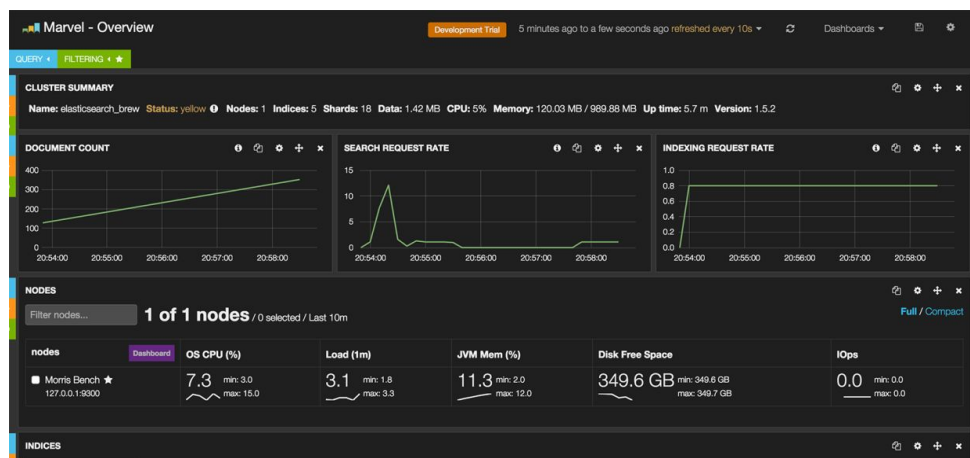 Marvel - Overview
Development Trial
5 minutes ago to a few seconds ago refreshed every 10s
Dashboards
QUERY
FILTERING
CLUSTER SUMMARY
Name: elasticsearch_brew Status: yellow Nodes: 1 Indices: 5 Shards: 18 Data: 1.42 MB CPU: 5% Memory: 120.03 MB / 989.88 MB Up time: 5.7 m Version: 1.5.2
DOCUMENT COUNT
400
300
200
100
0
20:54:00 20:55:00 20:56:00 20:57:00 20:58:00
SEARCH REQUEST RATE
15
10
5
0
20:54:00 20:55:00 20:56:00 20:57:00 20:58:00
INDEXING REQUEST RATE
1.0
0.8
0.6
0.4
0.2
0.0
20:54:00 20:55:00 20:56:00 20:57:00 20:58:00
NODES
Filter nodes...
1 of 1 nodes / 0 selected / Last 10m
Full / Compact
nodes Dashboard OS CPU (%) Load (1m) JVM Mem (%) Disk Free Space IOps
Morris Bench 7.3 min: 3.0 3.1 min: 1.8 11.3 min: 2.0 349.6 GB min: 349.6 GB 0.0 min: 0.0
127.0.0.1:9300 max: 15.0 max: 3.3 max: 12.0 max: 349.7 GB max: 0.0
INDICES